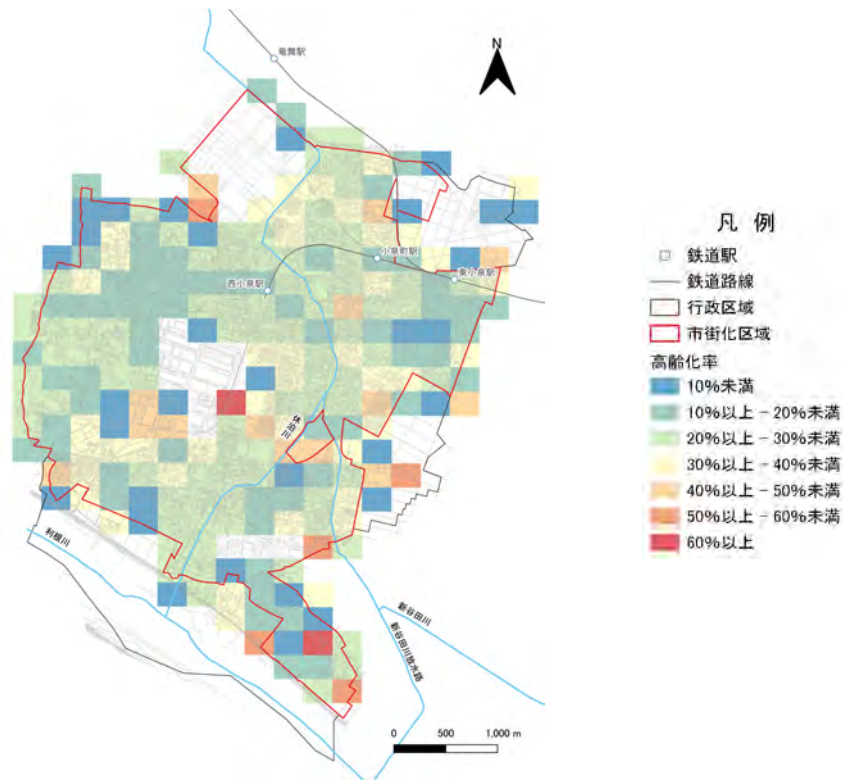 竜舞駅
N
小泉町駅
東小泉駅
西小泉駅
休泊川
利根川
新谷田川
新谷田川放水路
0 500 1,000 m
凡 例
鉄道駅
鉄道路線
行政区域
市街化区域
高齢化率
10%未満
10%以上-20%未満
20%以上-30%未満
30%以上-40%未満
40%以上-50%未満
50%以上-60%未満
60%以上